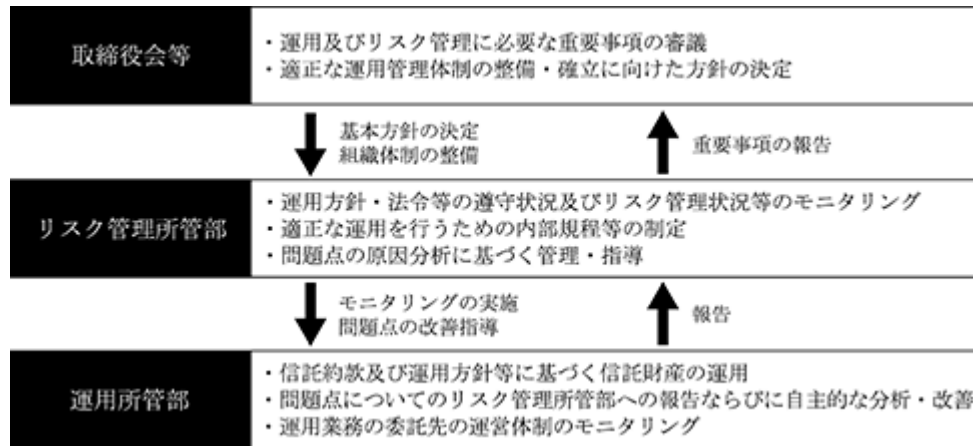 取締役会等
・運用及びリスク管理に必要な重要事項の審議
・適正な運用管理体制の整備・確立に向けた方針の決定
基本方針の決定
組織体制の整備
重要事項の報告
リスク管理所管部
・運用方針・法令等の遵守状況及びリスク管理状況等のモニタリング
・適正な運用を行うための内部規程等の制定
・問題点の原因分析に基づく管理・指導
モニタリングの実施
問題点の改善指導
報告
運用所管部
・信託約款及び運用方針等に基づく信託財産の運用
・問題点についてのリスク管理所管部への報告ならびに自主的な分析・改善
・運用業務の委託先の運営体制のモニタリング